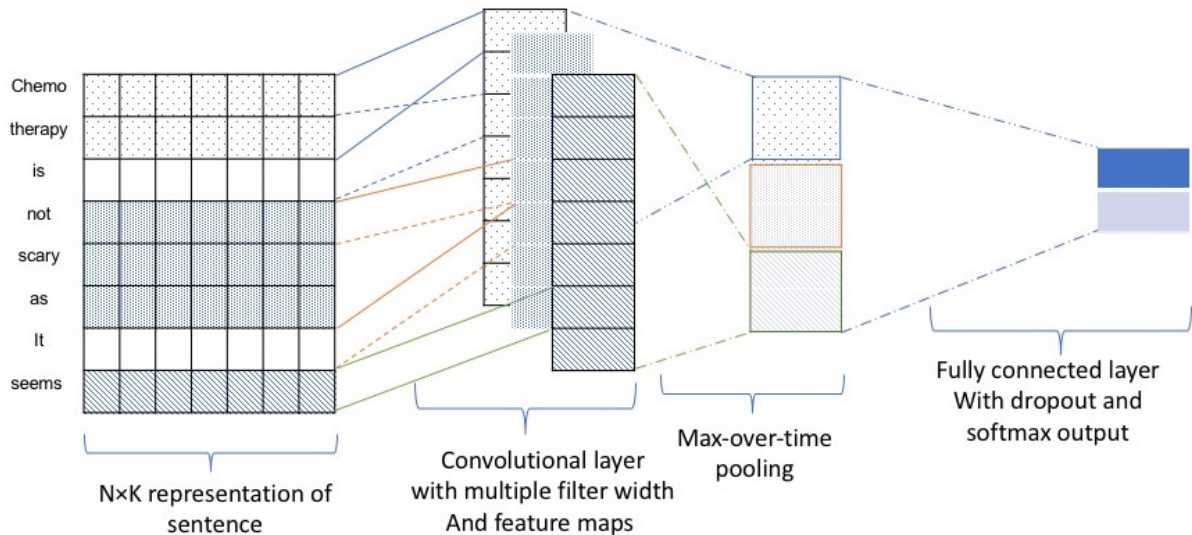 Chemo
therapy
is
not
scary
as
It
seems
N×K representation of
sentence
Convolutional layer
with multiple filter width
And feature maps
Max-over-time
pooling
Fully connected layer
With dropout and
softmax output